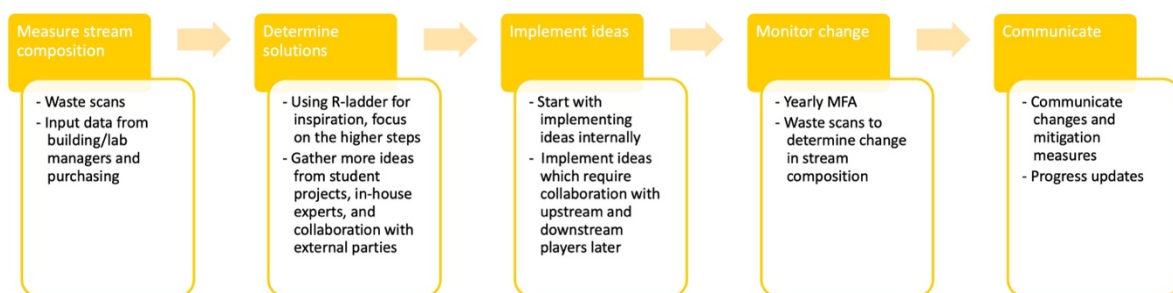 Measure stream
composition
- Waste scans
- Input data from
building/lab
managers and
purchasing
Determine
solutions
- Using R-ladder for
inspiration, focus
on the higher steps
- Gather more ideas
from student
projects, in-house
experts, and
collaboration with
external parties
Implement ideas
- Start with
implementing
ideas internally
- Implement ideas
which require
collaboration with
upstream and
downstream
players later
Monitor change
- Yearly MFA
- Waste scans to
determine change
in stream
composition
Communicate
- Communicate
changes and
mitigation
measures
- Progress updates